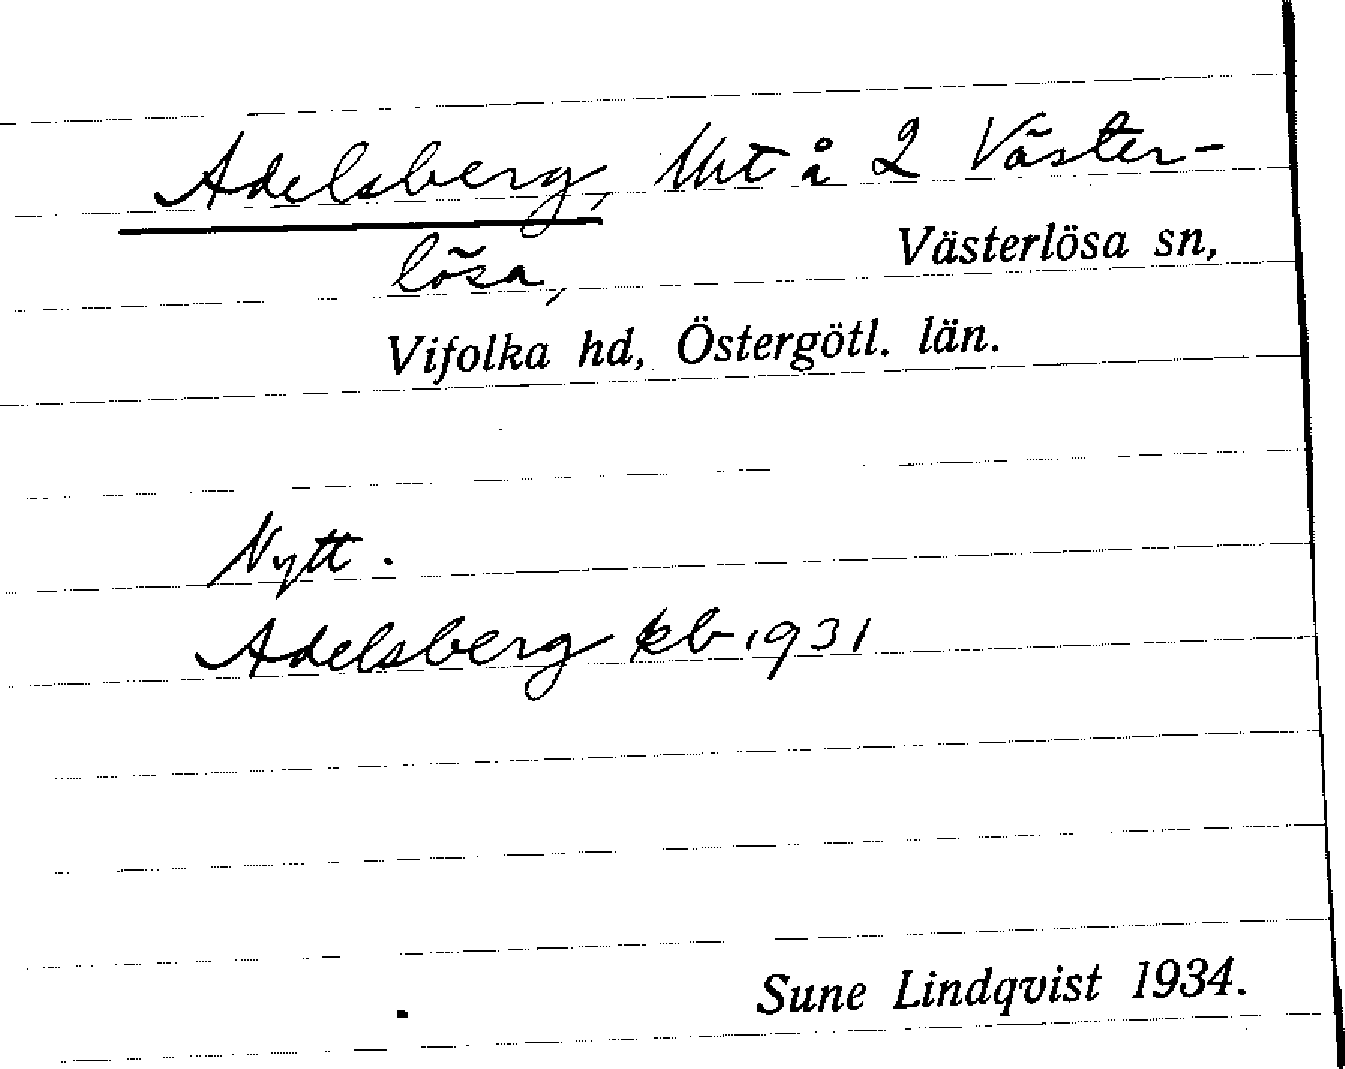 Adelsberg, lht å 2 Väster-
lösa,
Västerlösa sn,
Vifolka hd, Östergötl. län.
Nytt.
Adelsberg kb 1931
Sune Lindqvist 1934.